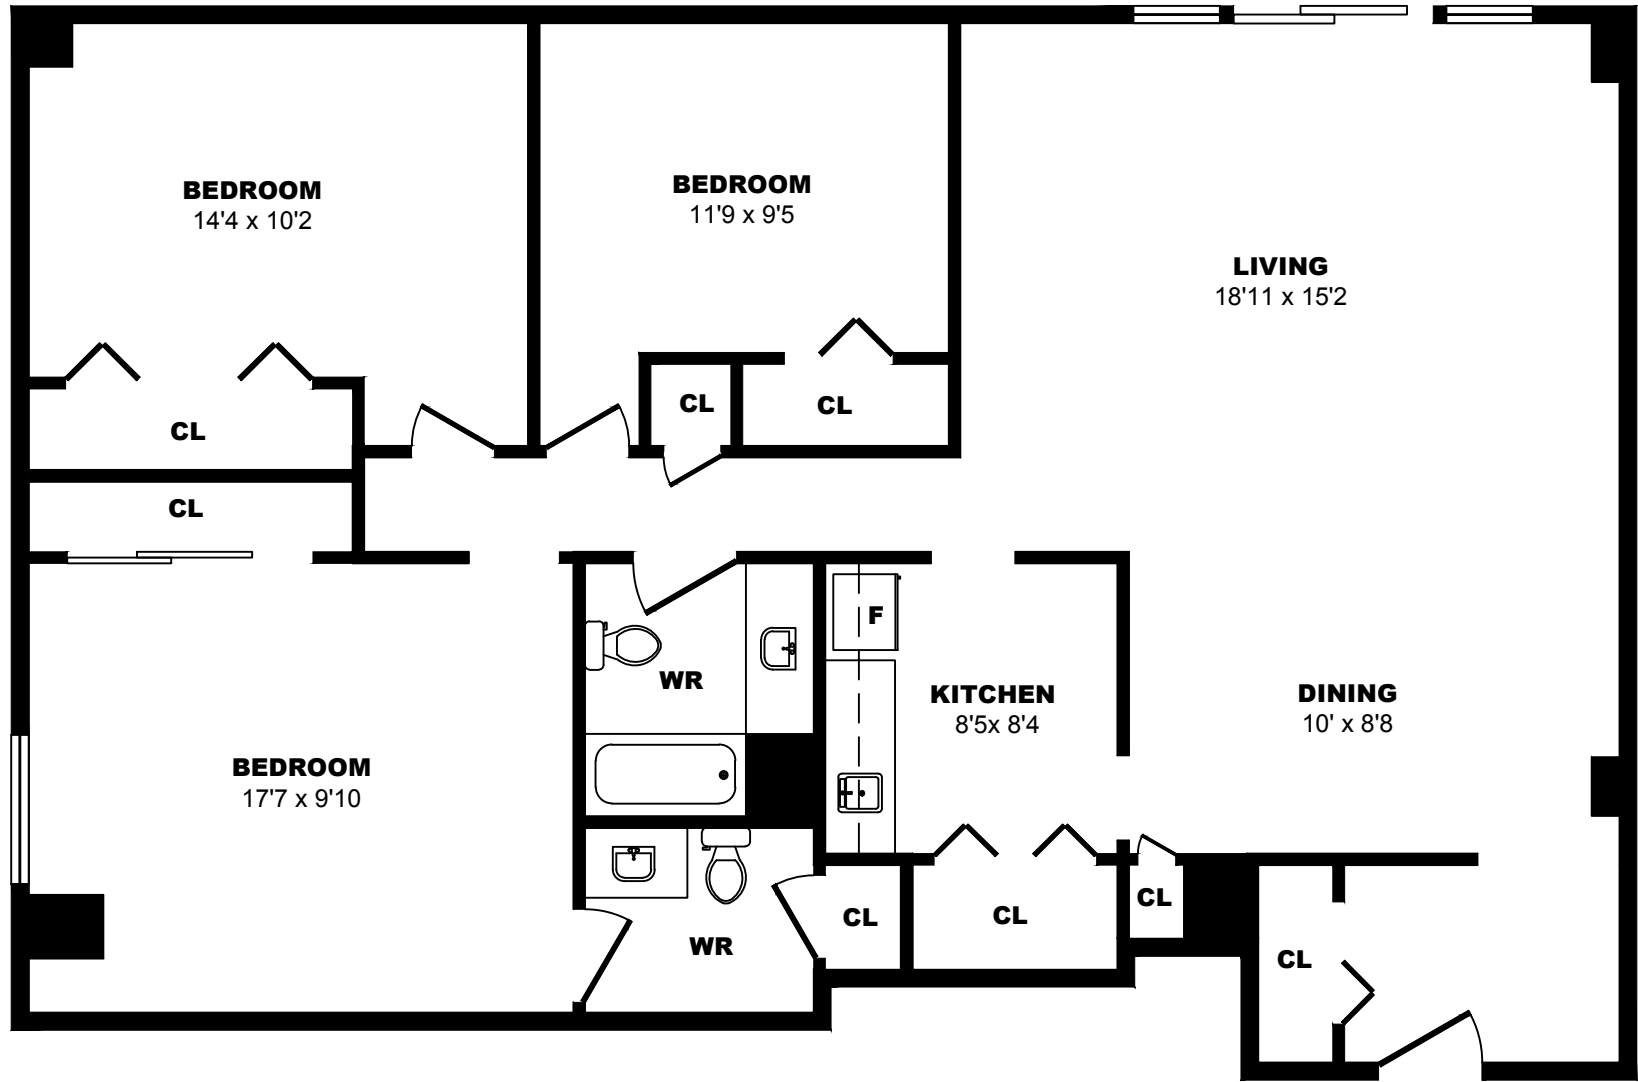 BEDROOM
14'4 x 10'2
BEDROOM
11'9 x 9'5
LIVING
18'11 x 15'2
CL
CL
CL
CL
F
WR
KITCHEN
8'5x 8'4
DINING
10' x 8'8
BEDROOM
17'7 x 9'10
WR
CL
CL
CL
CL